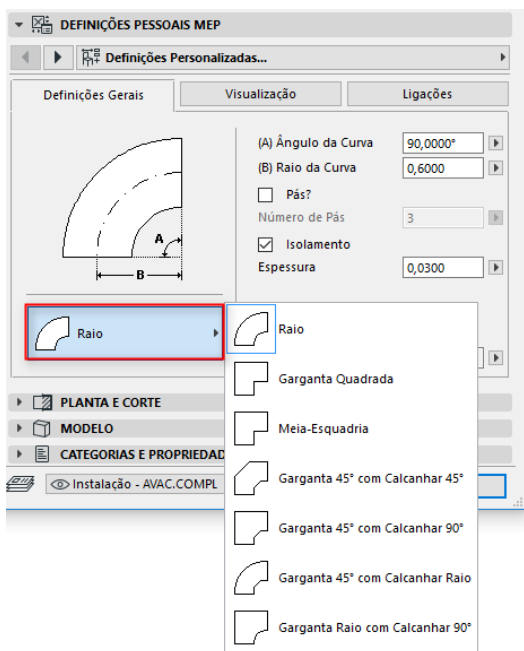 DEFINIÇÕES PESSOAIS MEP
Definições Personalizadas...
Definições Gerais
Visualização
Ligações
(A) Ângulo da Curva 90,0000°
(B) Raio da Curva 0,6000
Pás?
Número de Pás 3
Isolamento
Espessura 0,0300
A
B
Raio
Raio
Garganta Quadrada
Meia-Esquadria
Garganta 45° com Calcanhar 45°
Garganta 45° com Calcanhar 90°
Garganta 45° com Calcanhar Raio
Garganta Raio com Calcanhar 90°
PLANTA E CORTE
MODELO
CATEGORIAS E PROPRIEDAD
Instalação - AVAC.COMPL